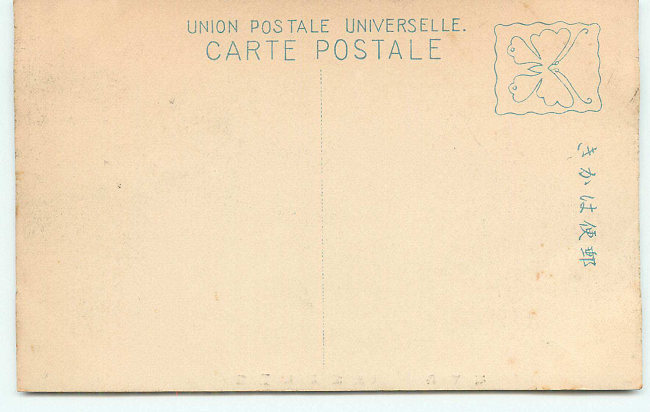 UNION POSTALE UNIVERSELLE.
CARTE POSTALE
郵便はかき